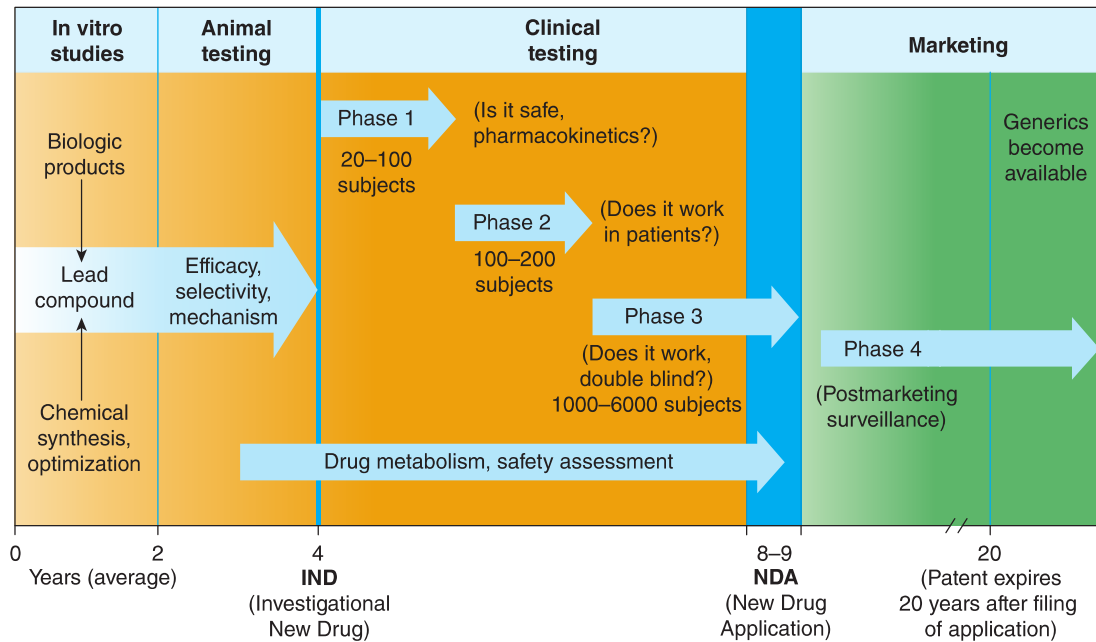 In vitro
studies
Animal
testing
Clinical
testing
Marketing
Biologic
products
Lead
compound
Chemical
synthesis,
optimization
Efficacy,
selectivity,
mechanism
Phase 1
(Is it safe,
pharmacokinetics?)
20–100
subjects
Phase 2
(Does it work
in patients?)
100–200
subjects
Phase 3
(Does it work,
double blind?)
1000–6000 subjects
Drug metabolism, safety assessment
Phase 4
(Postmarketing
surveillance)
Generics
become
available
0
2
4
8–9
20
Years (average)
IND
(Investigational
New Drug)
NDA
(New Drug
Application)
(Patent expires
20 years after filing
of application)